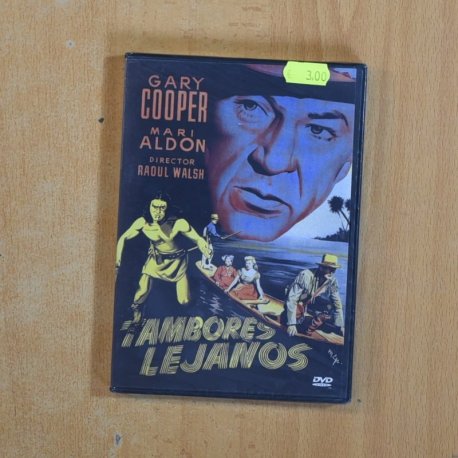 € 3.00
GARY
COOPER
MARI
ALDON
DIRECTOR
RAOUL WALSH
TAMBORES
LEJANOS
DVD